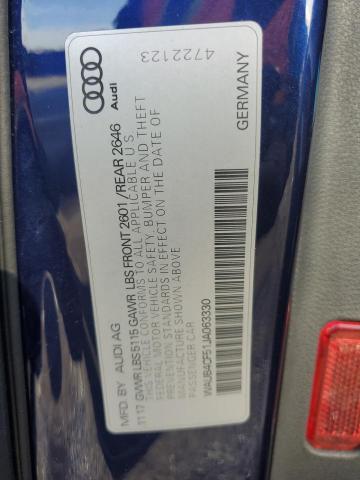 MFD. BY AUDI AG
11 17 GVWR LBS 5115 GAWR LBS FRONT 2601 / REAR 2646
THIS VEHICLE CONFORMS TO ALL APPLICABLE U S
FEDERAL MOTOR VEHICLE SAFETY, BUMPER AND THEFT
PREVENTION STANDARDS IN EFFECT ON THE DATE OF
MANUFACTURE SHOWN ABOVE.
PASSENGER CAR
WAUB4CF51JA063330
GERMANY
Audi
4722123